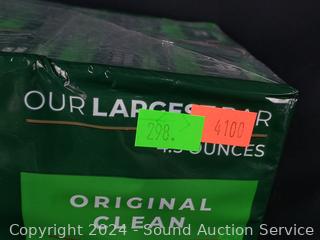 OUR LARGEST BAR
298. 4100
4.5 OUNCES
ORIGINAL
CLEAN
Copyright 2024 - Sound Auction Service